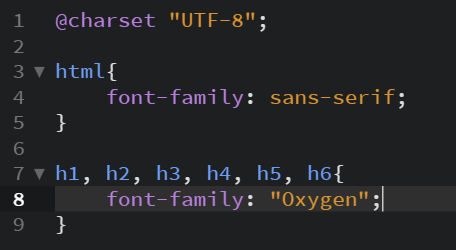 1 @charset "UTF-8";
2
3 html{
4 font-family: sans-serif;
5 }
6
7 h1, h2, h3, h4, h5, h6{
8 font-family: "Oxygen";
9 }